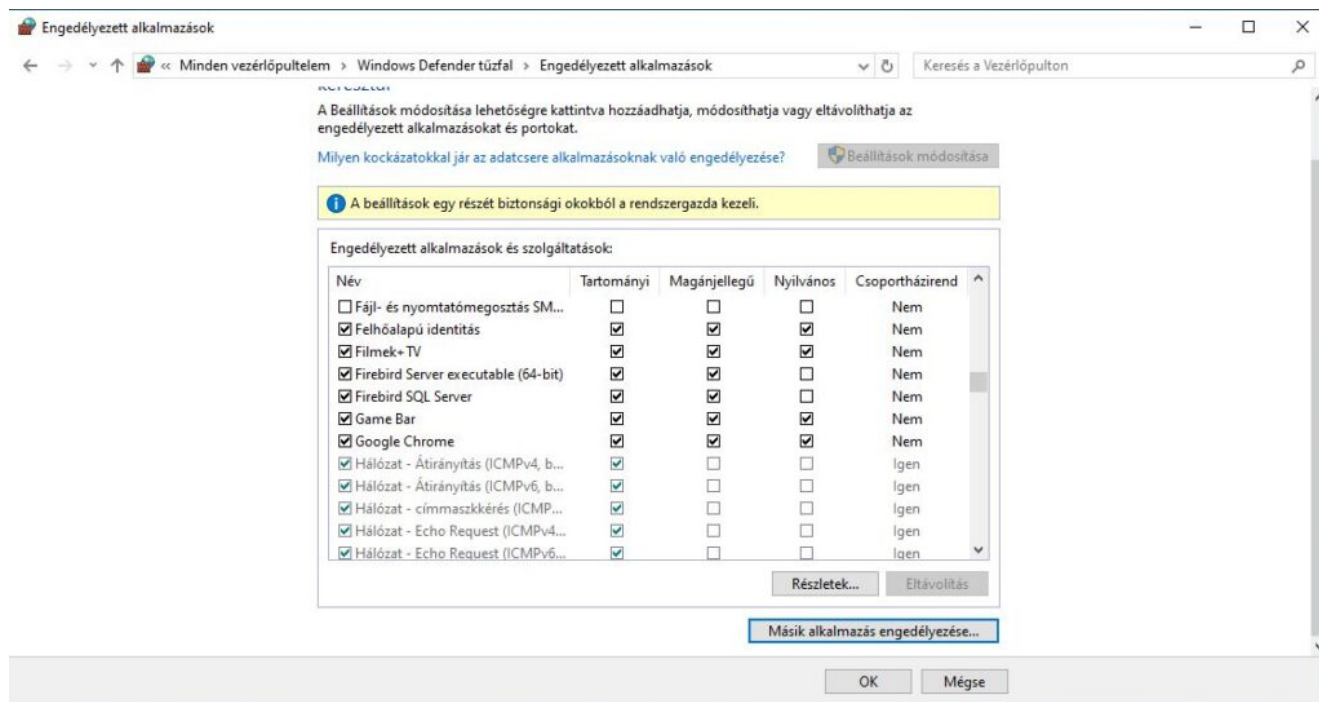 Engedélyezett alkalmazások
« Minden vezérlőpultelem > Windows Defender tűzfal > Engedélyezett alkalmazások
Keresés a Vezérlőpulton
A Beállítások módosítása lehetőségre kattintva hozzáadhatja, módosíthatja vagy eltávolíthatja az
engedélyezett alkalmazásokat és portokat.
Milyen kockázatokkal jár az adatcsere alkalmazásoknak való engedélyezése?
Beállítások módosítása
A beállítások egy részét biztonsági okokból a rendszergazda kezeli.
Engedélyezett alkalmazások és szolgáltatások:
Név Tartományi Magánjellegű Nyilvános Csoportházirend
Fájl- és nyomtatómegosztás SM... Nem
Felhőalapú identitás Nem
Filmek+TV Nem
Firebird Server executable (64-bit) Nem
Firebird SQL Server Nem
Game Bar Nem
Google Chrome Nem
Hálózat - Átirányítás (ICMPv4, b... Igen
Hálózat - Átirányítás (ICMPv6, b... Igen
Hálózat - címmaszkkérés (ICMP... Igen
Hálózat - Echo Request (ICMPv4... Igen
Hálózat - Echo Request (ICMPv6... Igen
Részletek...
Eltávolítás
Másik alkalmazás engedélyezése...
OK
Mégse